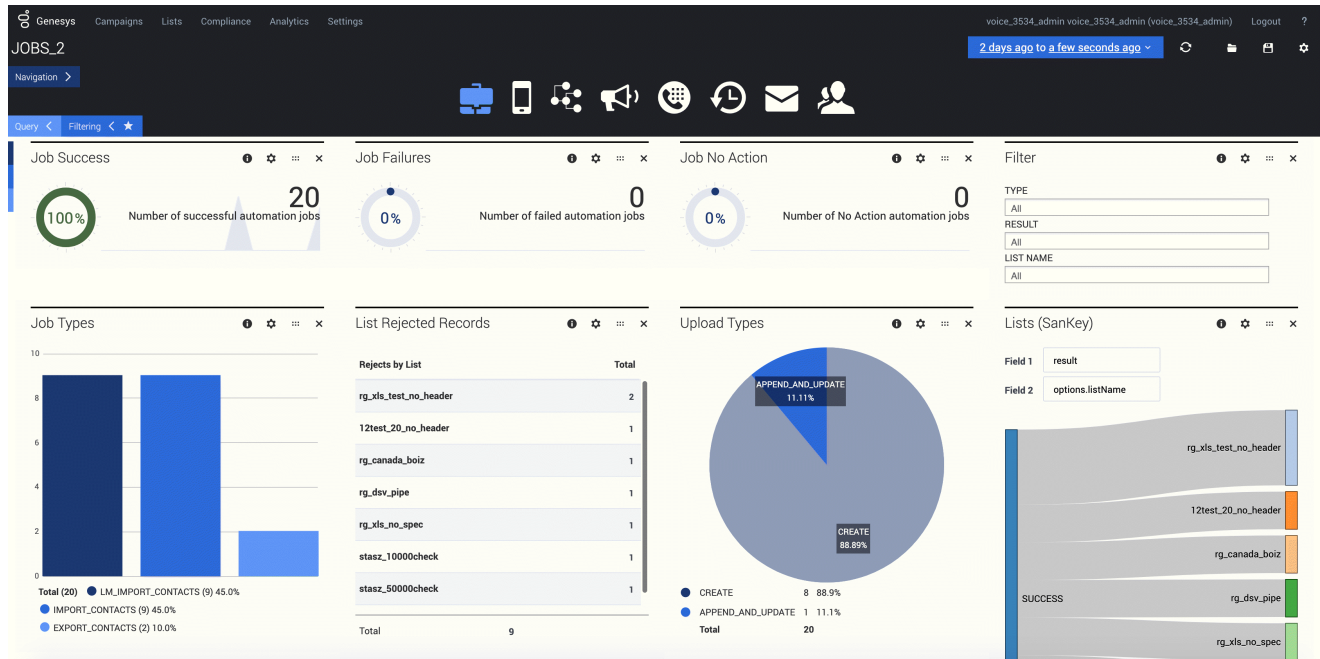 Genesys Campaigns Lists Compliance Analytics Settings voice_3534_admin voice_3534_admin (voice_3534_admin) Logout ?
JOBS_2 2 days ago to a few seconds ago
Navigation
Query Filtering
Job Success
100%
20
Number of successful automation jobs
Job Failures
0%
0
Number of failed automation jobs
Job No Action
0%
0
Number of No Action automation jobs
Filter
TYPE
All
RESULT
All
LIST NAME
All
Job Types
10
8
6
4
2
0
Total (20) LM_IMPORT_CONTACTS (9) 45.0%
IMPORT_CONTACTS (9) 45.0%
EXPORT_CONTACTS (2) 10.0%
List Rejected Records
Rejects by List Total
rg_xls_test_no_header 2
12test_20_no_header 1
rg_canada_boiz 1
rg_dsv_pipe 1
rg_xls_no_spec 1
stasz_10000check 1
stasz_50000check 1
Total 9
Upload Types
APPEND_AND_UPDATE
11.11%
CREATE
88.89%
CREATE 8 88.9%
APPEND_AND_UPDATE 1 11.1%
Total 20
Lists (SanKey)
Field 1 result
Field 2 options.listName
rg_xls_test_no_header
12test_20_no_header
rg_canada_boiz
SUCCESS rg_dsv_pipe
rg_xls_no_spec